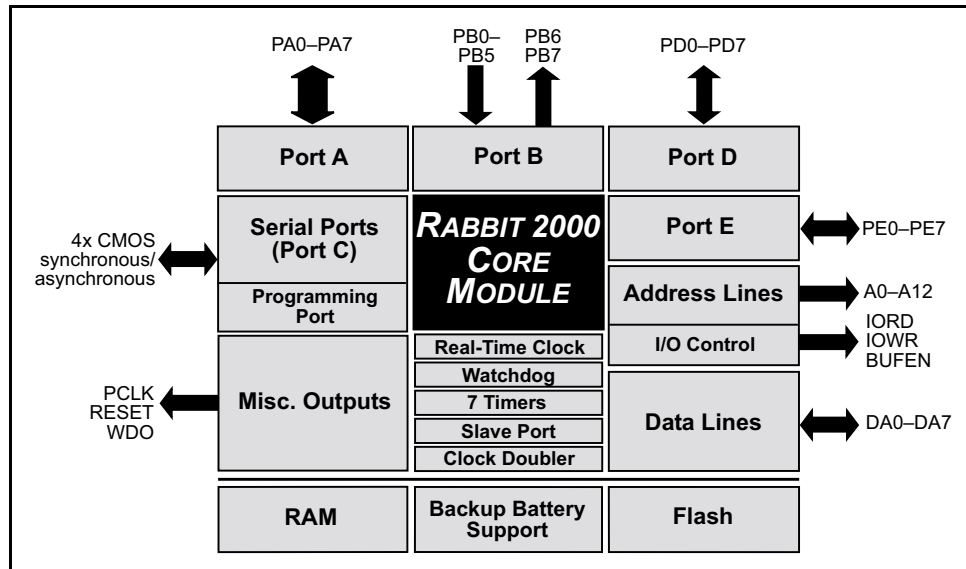 PA0–PA7
PB0–
PB5
PB6
PB7
PD0–PD7
Port A
Port B
Port D
4x CMOS
synchronous/
asynchronous
Serial Ports
(Port C)
Programming
Port
RABBIT 2000
CORE
MODULE
Port E
PE0–PE7
Address Lines
A0–A12
I/O Control
IORD
IOWR
BUFEN
PCLK
RESET
WDO
Misc. Outputs
Real-Time Clock
Watchdog
7 Timers
Slave Port
Clock Doubler
Data Lines
DA0–DA7
RAM
Backup Battery
Support
Flash